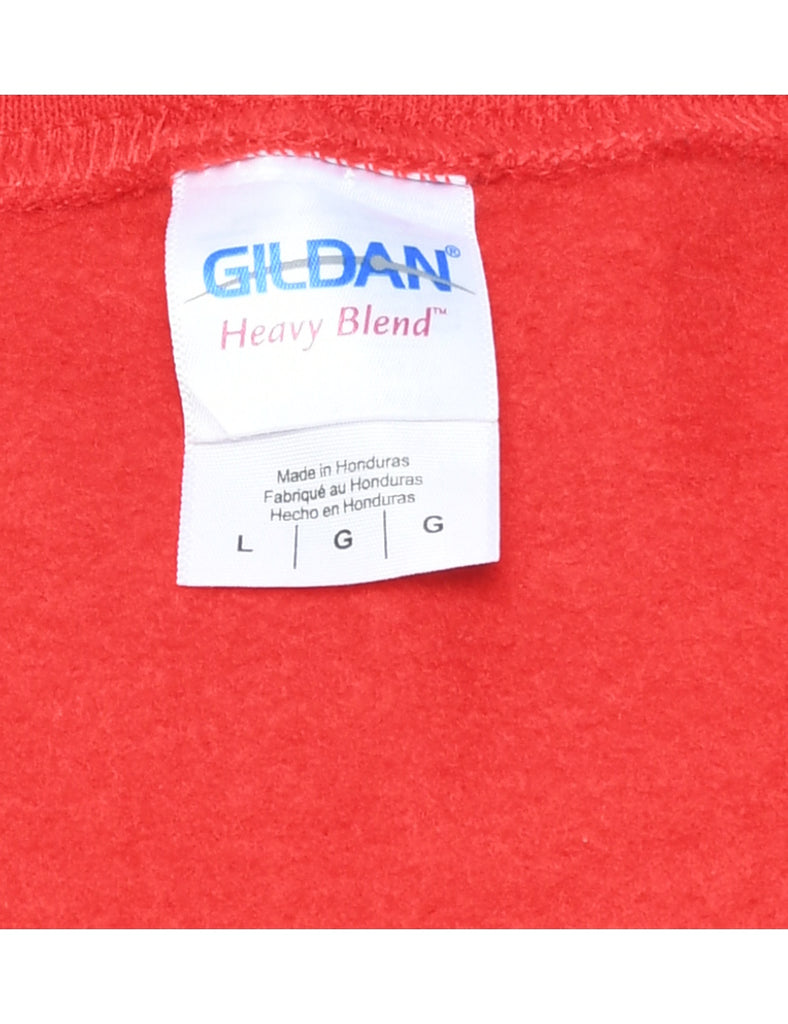 GILDAN®
Heavy Blend™
Made in Honduras
Fabriqué au Honduras
Hecho en Honduras
L | G | G